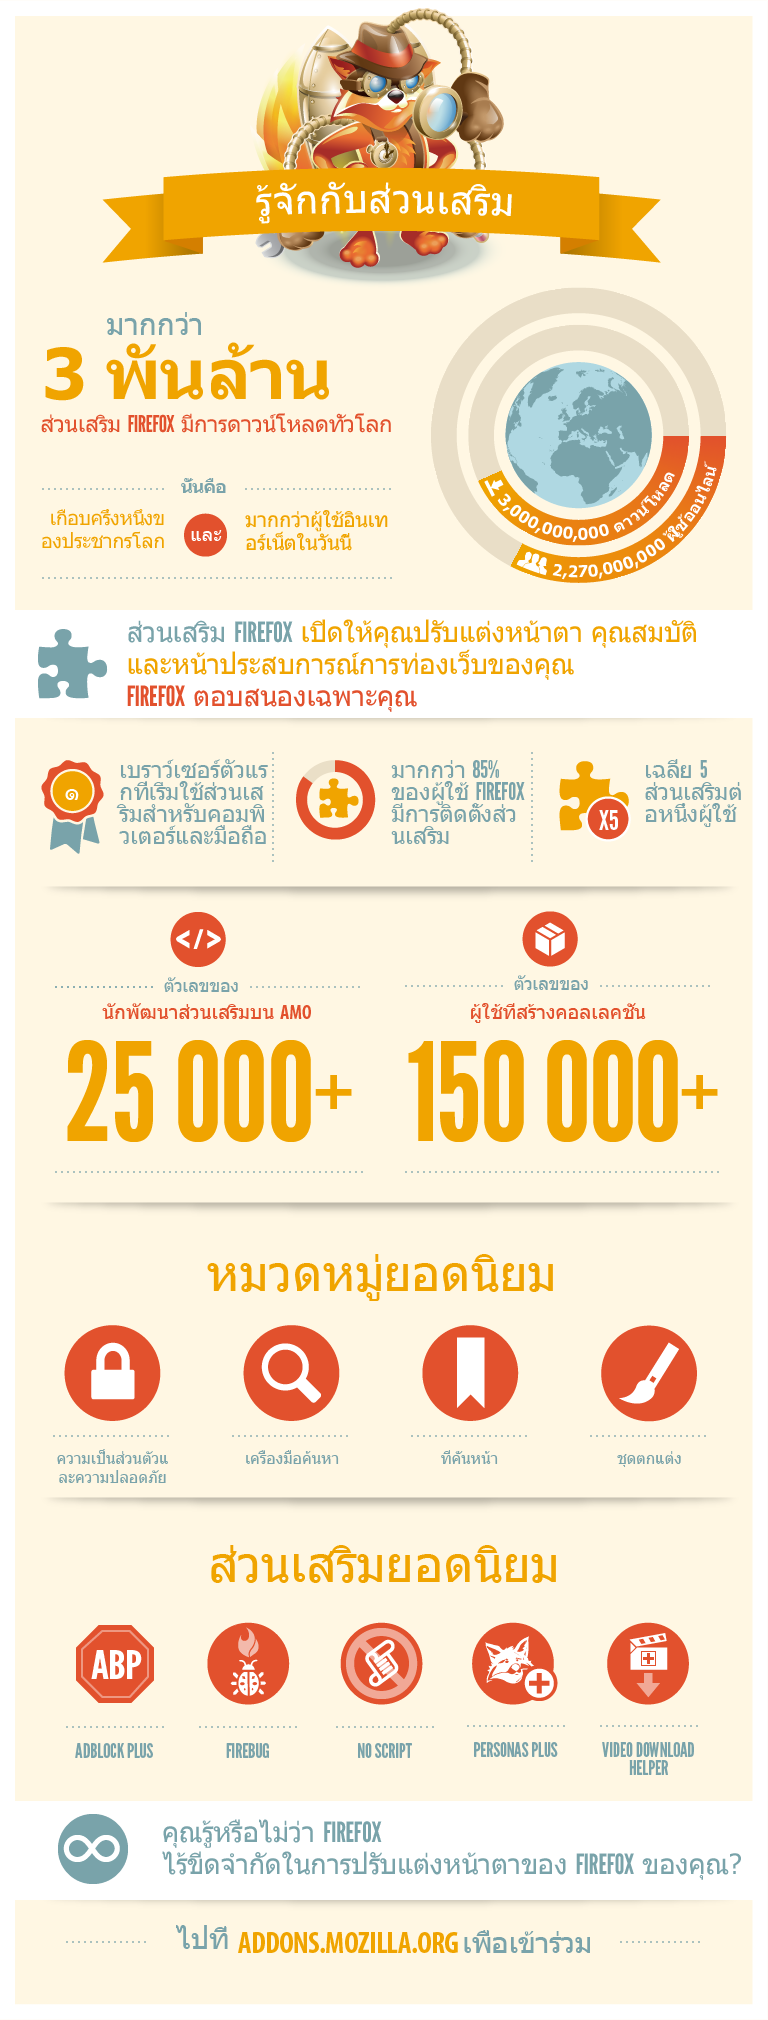 รู้จักกับส่วนเสริม
มากกว่า
3 พันล้าน
ส่วนเสริม FIREFOX มีการดาวน์โหลดทั่วโลก
นั่นคือ
เกือบครึ่งหนึ่งข
องประชากรโลก
และ
มากกว่าผู้ใช้อินเท
อร์เน็ตในวันนี้
3,000,000,000 ดาวน์โหลด
2,270,000,000 ผู้ใช้ออนไลน์
ส่วนเสริม FIREFOX เปิดให้คุณปรับแต่งหน้าตา คุณสมบัติ
และหน้าประสบการณ์การท่องเว็บของคุณ
FIREFOX ตอบสนองเฉพาะคุณ
๑
เบราว์เซอร์ตัวแร
กที่เริ่มใช้ส่วนเส
ริมสำหรับคอมพิ
วเตอร์และมือถือ
มากกว่า 85%
ของผู้ใช้ FIREFOX
มีการติดตั้งส่ว
นเสริม
X5
เฉลี่ย 5
ส่วนเสริมต่
อหนึ่งผู้ใช้
</>
ตัวเลขของ
นักพัฒนาส่วนเสริมบน AMO
25 000+
ตัวเลขของ
ผู้ใช้ที่สร้างคอลเลคชั่น
150 000+
หมวดหมู่ยอดนิยม
ความเป็นส่วนตัวแ
ละความปลอดภัย
เครื่องมือค้นหา
ที่คั่นหน้า
ชุดตกแต่ง
ส่วนเสริมยอดนิยม
ABP
ADBLOCK PLUS
FIREBUG
NO SCRIPT
PERSONAS PLUS
VIDEO DOWNLOAD
HELPER
คุณรู้หรือไม่ว่า FIREFOX
ไร้ขีดจำกัดในการปรับแต่งหน้าตาของ FIREFOX ของคุณ?
ไปที่ ADDONS.MOZILLA.ORG เพื่อเข้าร่วม